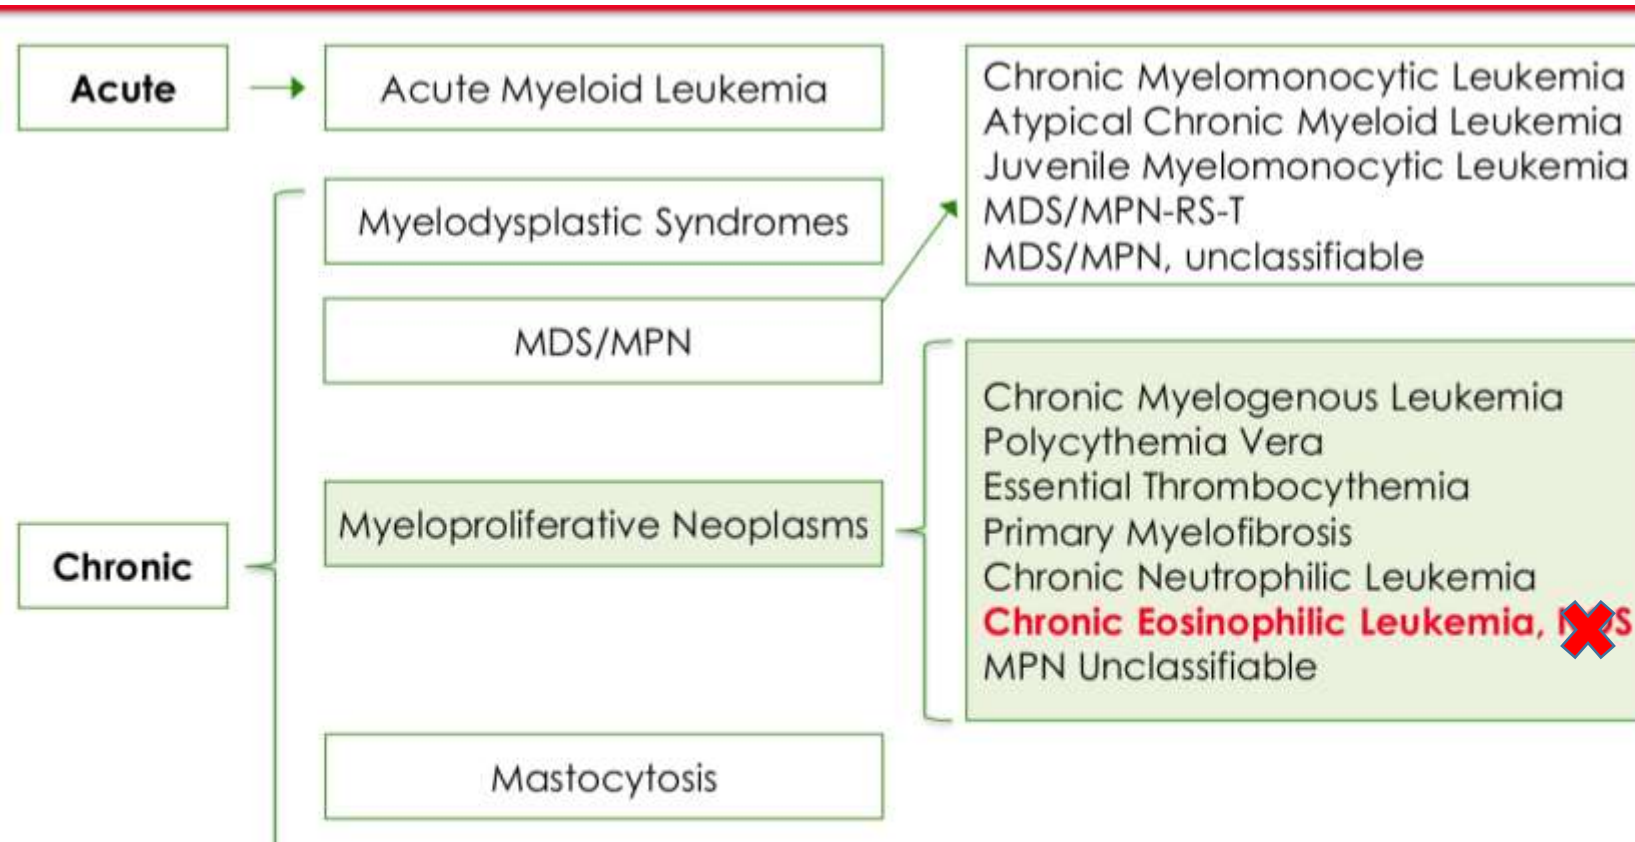 Acute
Acute Myeloid Leukemia
Chronic Myelomonocytic Leukemia
Atypical Chronic Myeloid Leukemia
Juvenile Myelomonocytic Leukemia
MDS/MPN-RS-T
MDS/MPN, unclassifiable
Chronic
Myelodysplastic Syndromes
MDS/MPN
Myeloproliferative Neoplasms
Chronic Myelogenous Leukemia
Polycythemia Vera
Essential Thrombocythemia
Primary Myelofibrosis
Chronic Neutrophilic Leukemia
Chronic Eosinophilic Leukemia,
MPN Unclassifiable
Mastocytosis